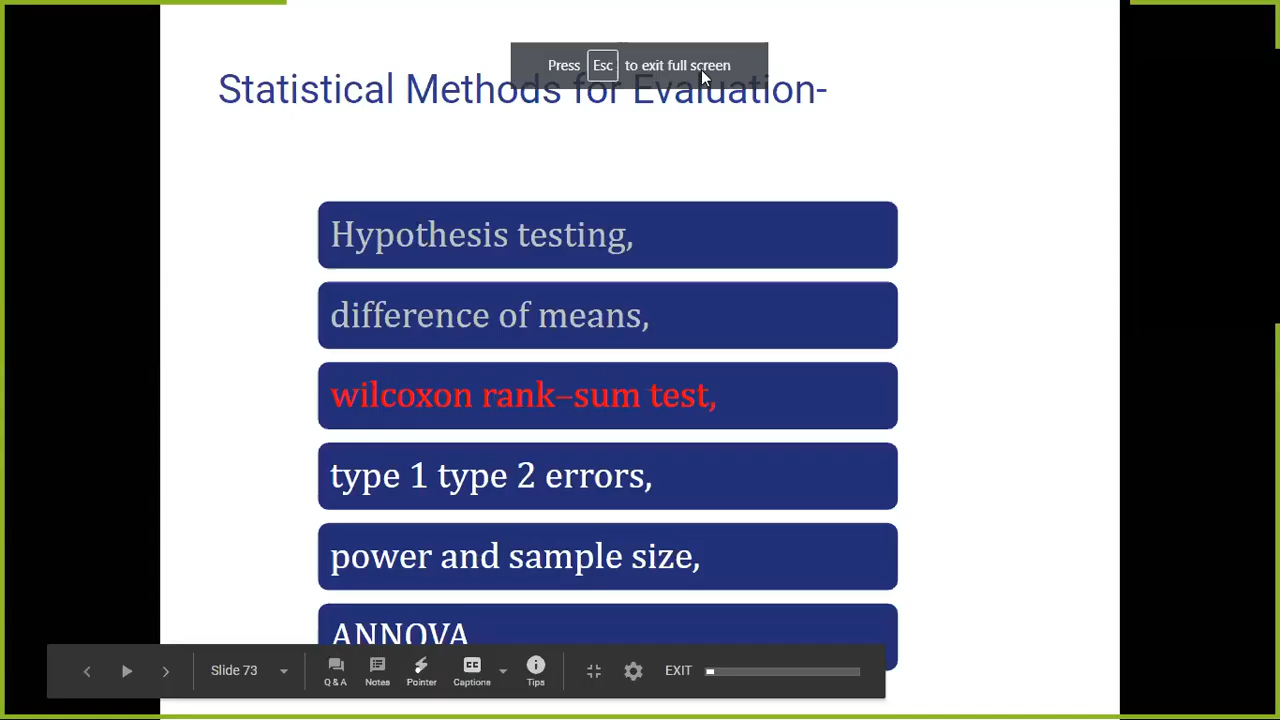 Press Esc to exit full screen
Statistical Methods for Evaluation-
Hypothesis testing,
difference of means,
wilcoxon rank–sum test,
type 1 type 2 errors,
power and sample size,
ANNOVA
Slide 73
Q & A
Notes
Pointer
CC
Captions
Tips
EXIT